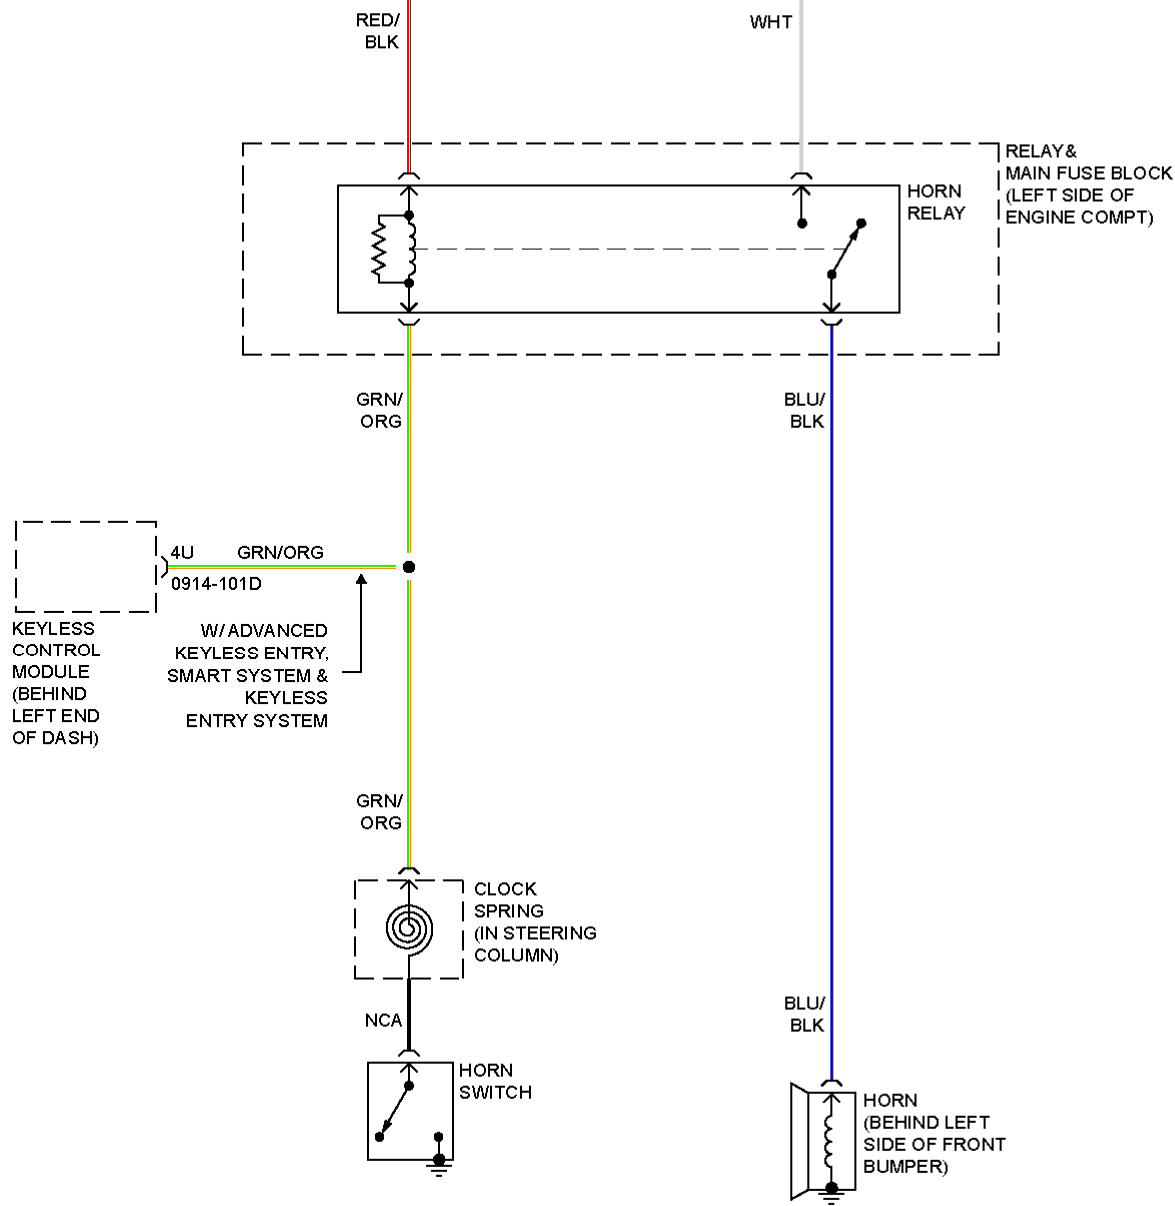 RED/
BLK
WHT
RELAY&
MAIN FUSE BLOCK
(LEFT SIDE OF
ENGINE COMPT)
HORN
RELAY
GRN/
ORG
BLU/
BLK
4U
GRN/ORG
0914-101D
KEYLESS
CONTROL
MODULE
(BEHIND
LEFT END
OF DASH)
W/ ADVANCED
KEYLESS ENTRY,
SMART SYSTEM &
KEYLESS
ENTRY SYSTEM
GRN/
ORG
CLOCK
SPRING
(IN STEERING
COLUMN)
NCA
BLU/
BLK
HORN
SWITCH
HORN
(BEHIND LEFT
SIDE OF FRONT
BUMPER)